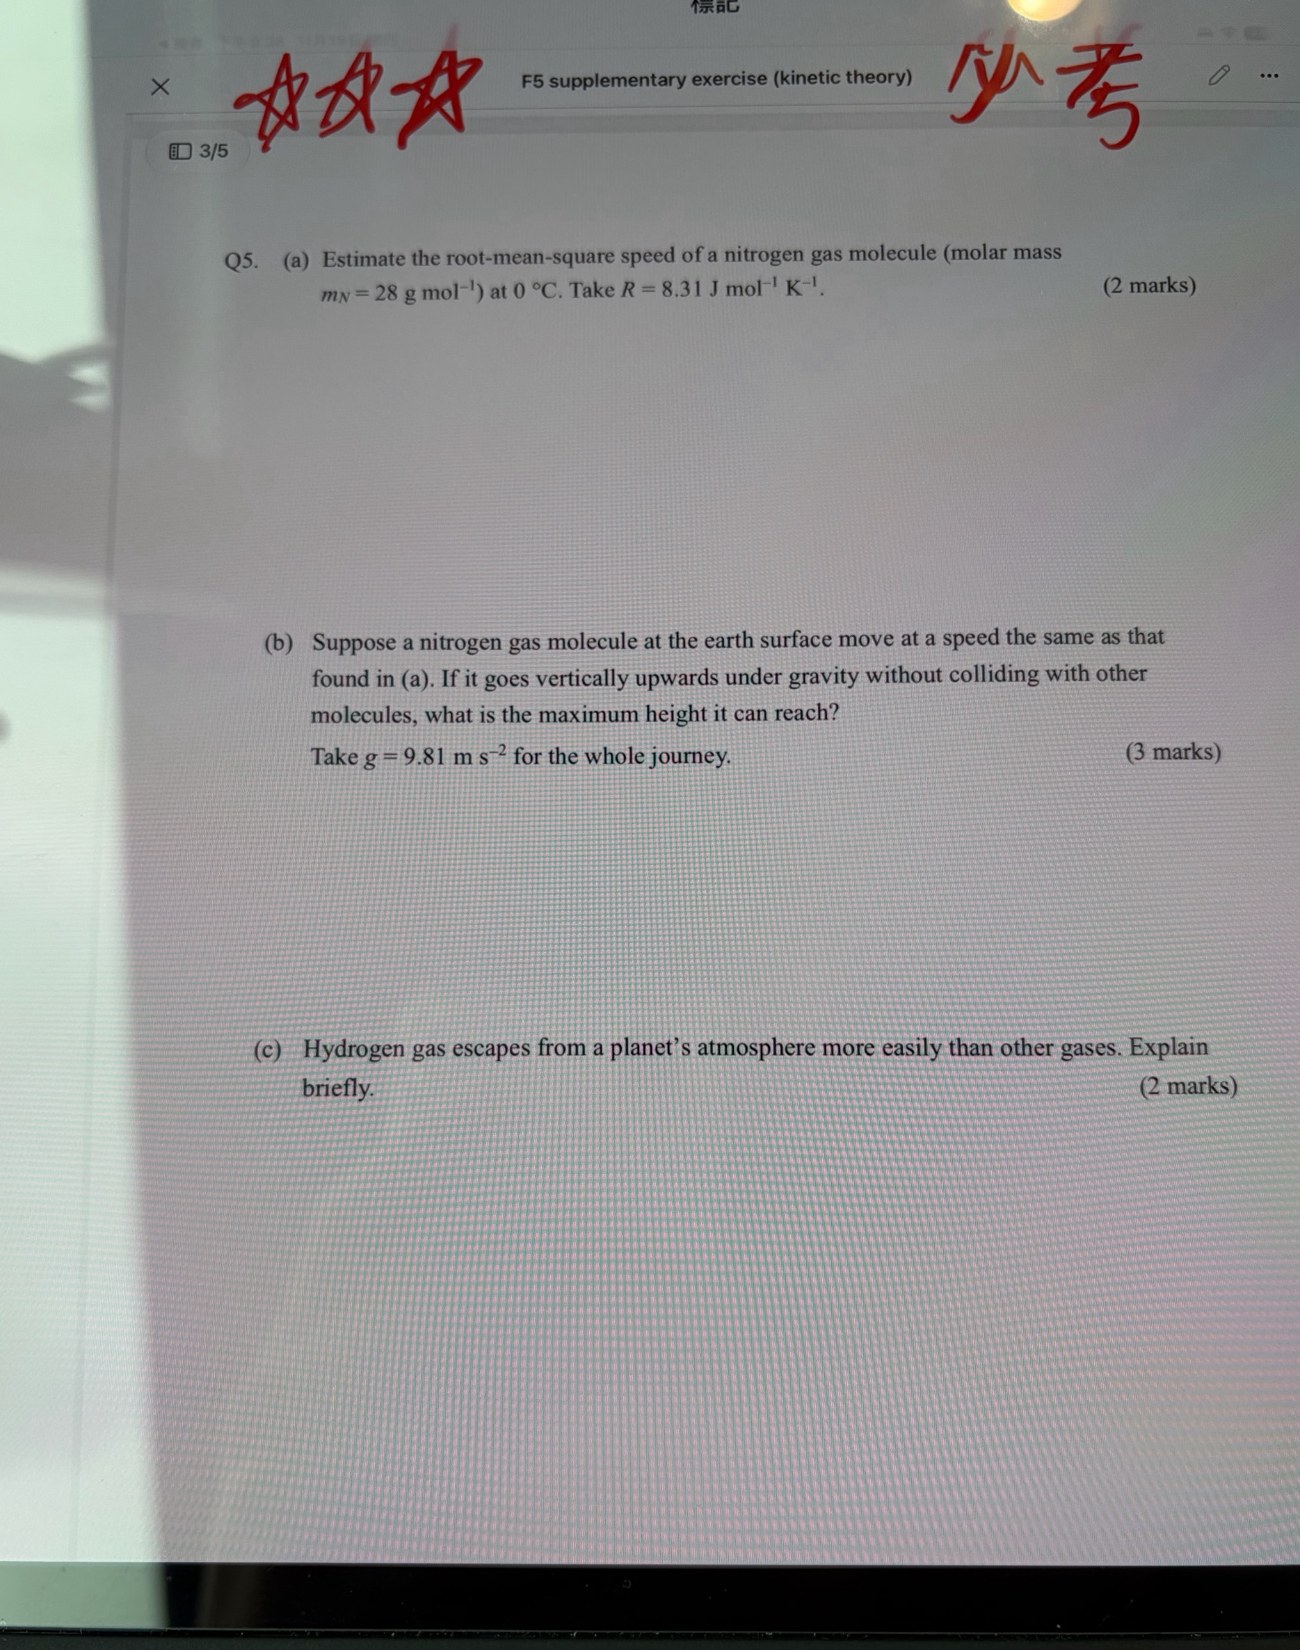 標記
F5 supplementary exercise (kinetic theory)
必考
3/5
Q5. (a) Estimate the root-mean-square speed of a nitrogen gas molecule (molar mass
m_N = 28 g mol⁻¹) at 0 °C. Take R = 8.31 J mol⁻¹ K⁻¹. (2 marks)
(b) Suppose a nitrogen gas molecule at the earth surface move at a speed the same as that
found in (a). If it goes vertically upwards under gravity without colliding with other
molecules, what is the maximum height it can reach?
Take g = 9.81 m s⁻² for the whole journey. (3 marks)
(c) Hydrogen gas escapes from a planet's atmosphere more easily than other gases. Explain
briefly. (2 marks)